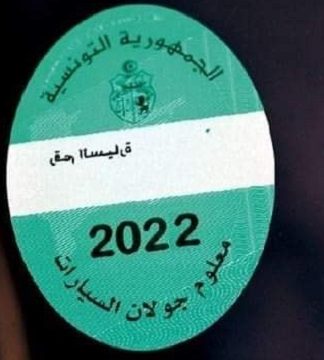 الجمهورية التونسية
2022
معلوم جولان السيارات